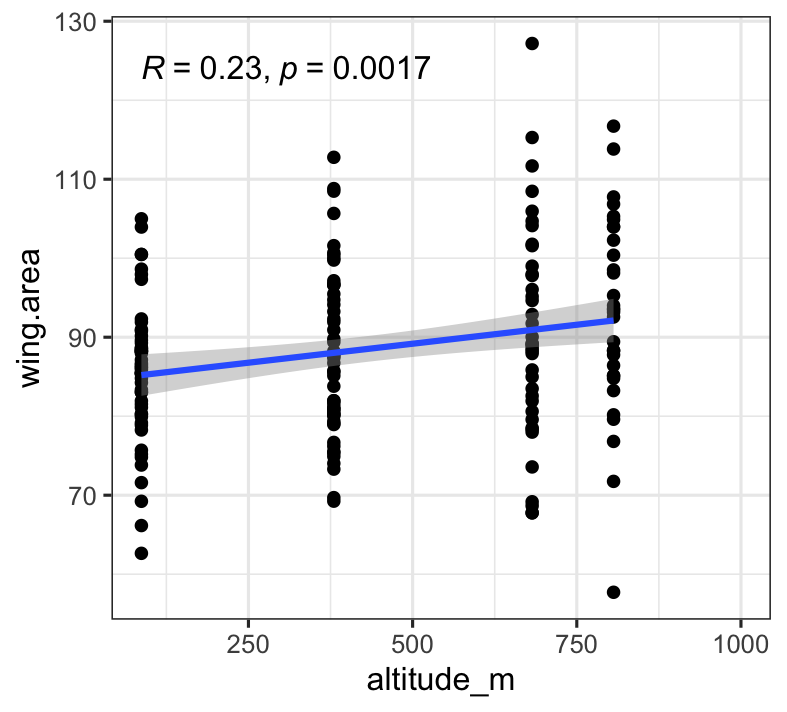 130
R = 0.23, p = 0.0017
110
90
70
wing.area
250 500 750 1000
altitude_m